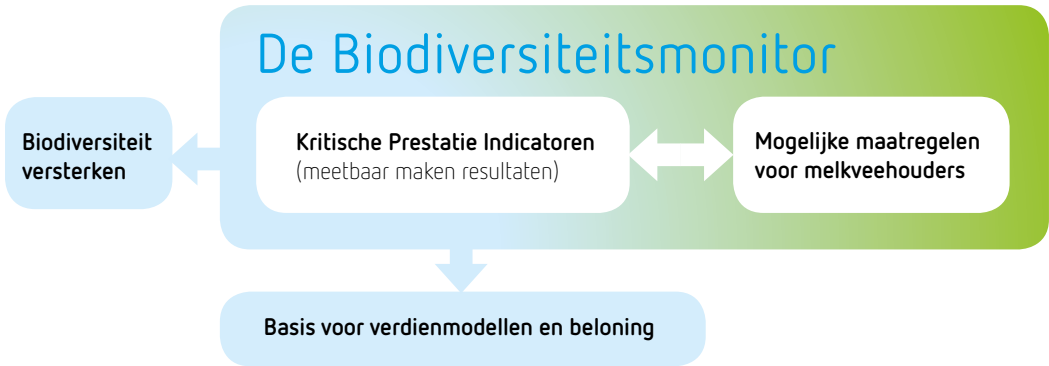 De Biodiversiteitsmonitor
Biodiversiteit
versterken
Kritische Prestatie Indicatoren
(meetbaar maken resultaten)
Mogelijke maatregelen
voor melkveehouders
Basis voor verdienmodellen en beloning